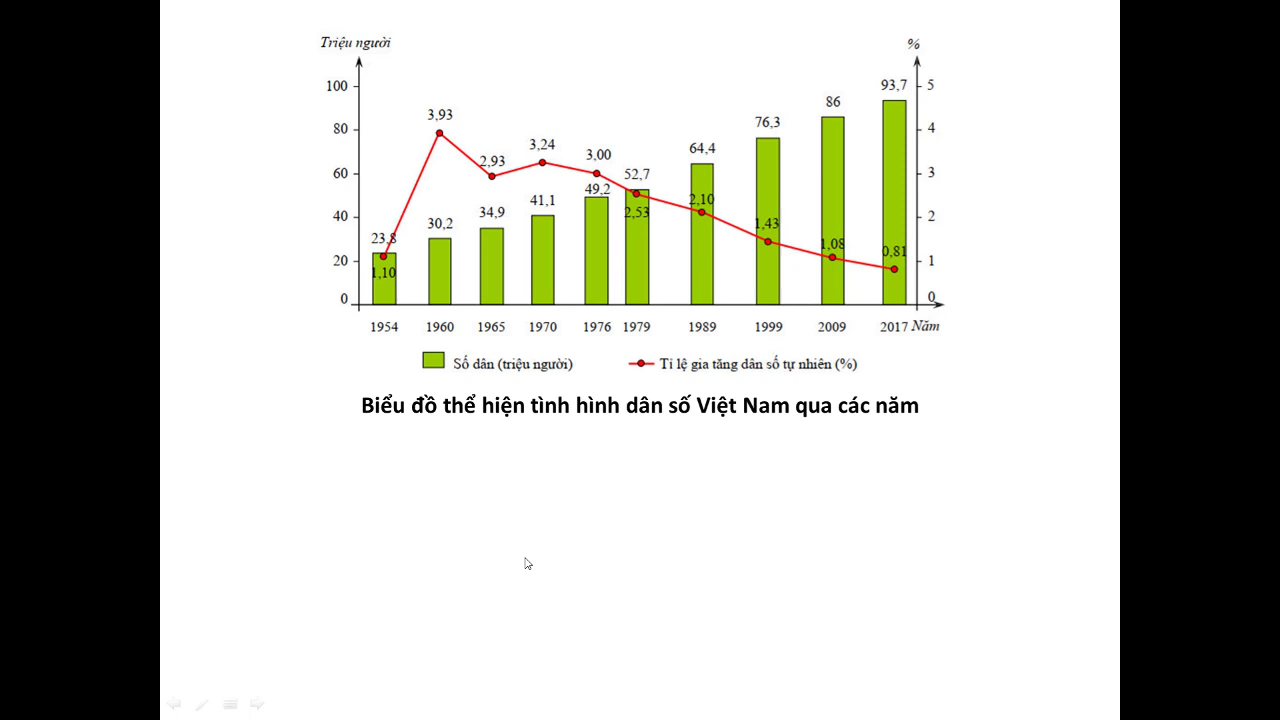 Triệu người %
100 93,7 5
86
3,93 76,3
80 4
3,24 3,00 64,4
2,93
60 52,7 3
49,2
41,1 2,10
40 34,9 2,53 2
30,2 1,43
23,8 1,08 0,81
20 1,10 1
0 0
1954 1960 1965 1970 1976 1979 1989 1999 2009 2017 Năm
Số dân (triệu người) Tỉ lệ gia tăng dân số tự nhiên (%)
Biểu đồ thể hiện tình hình dân số Việt Nam qua các năm